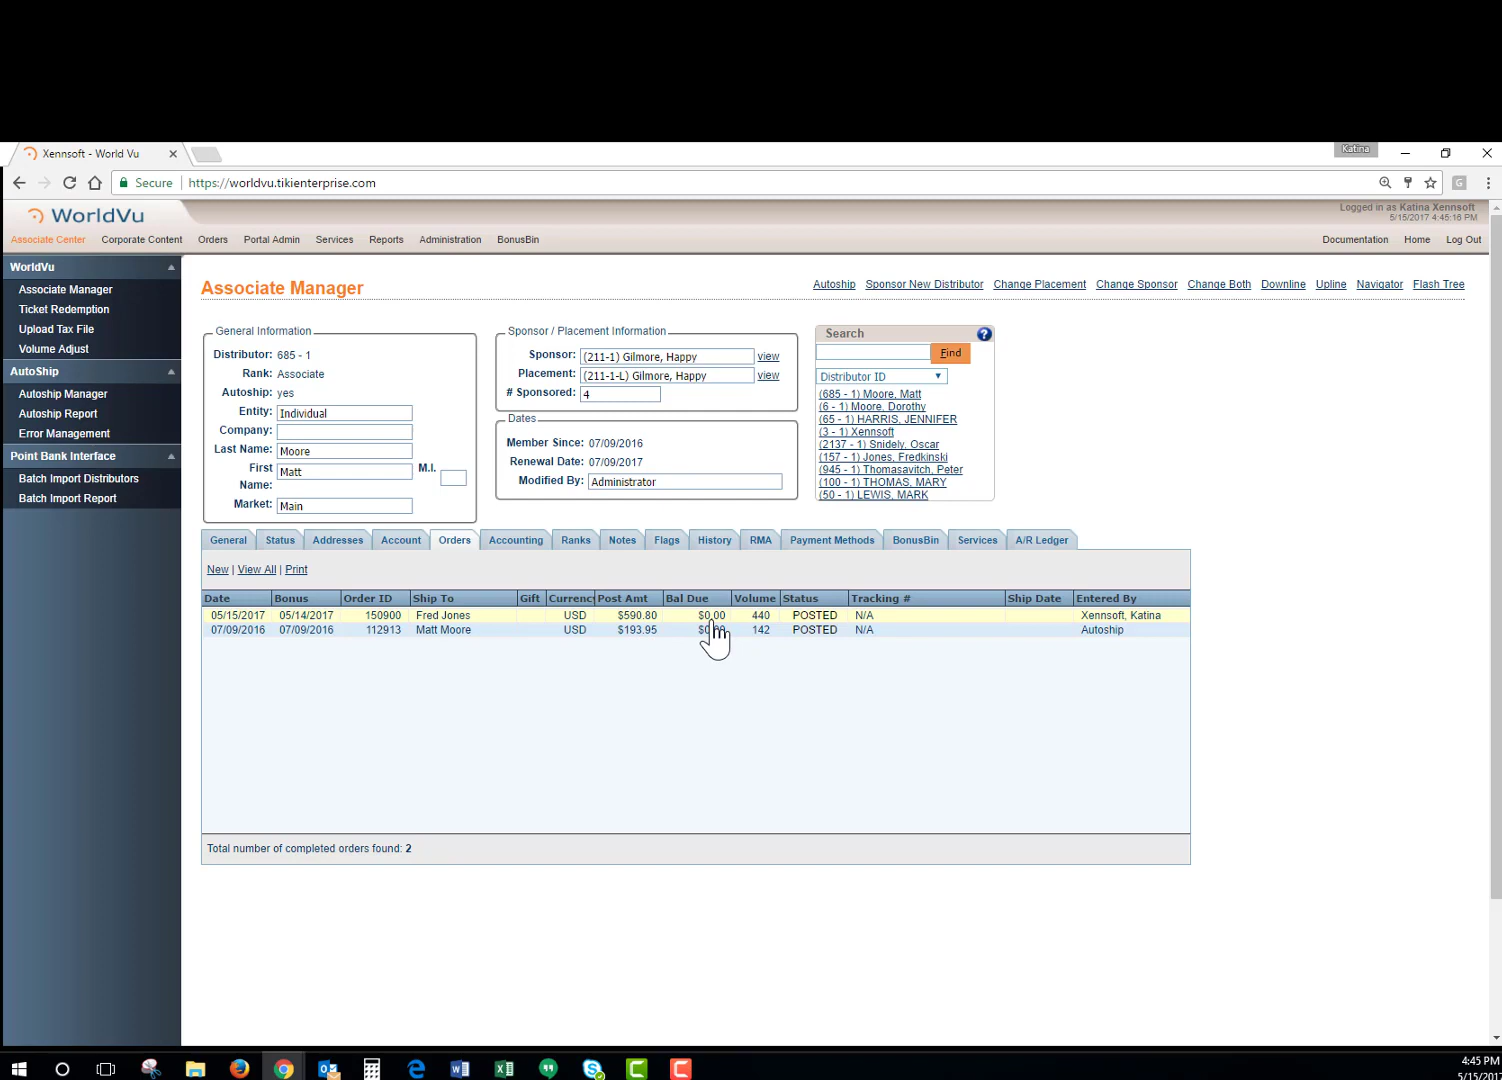 Xennsoft - World Vu
Katina
Secure https://worldvu.tikienterprise.com
WorldVu
Logged in as Katina Xennsoft
5/15/2017 4:45:16 PM
Associate Center Corporate Content Orders Portal Admin Services Reports Administration BonusBin Documentation Home Log Out
WorldVu
Associate Manager
Ticket Redemption
Upload Tax File
Volume Adjust
AutoShip
Autoship Manager
Autoship Report
Error Management
Point Bank Interface
Batch Import Distributors
Batch Import Report
Associate Manager
Autoship Sponsor New Distributor Change Placement Change Sponsor Change Both Downline Upline Navigator Flash Tree
General Information
Distributor: 685 - 1
Rank: Associate
Autoship: yes
Entity: Individual
Company:
Last Name: Moore
First Name: Matt M.I.
Market: Main
Sponsor / Placement Information
Sponsor: (211-1) Gilmore, Happy view
Placement: (211-1-L) Gilmore, Happy view
# Sponsored: 4
Dates
Member Since: 07/09/2016
Renewal Date: 07/09/2017
Modified By: Administrator
Search ?
Find
Distributor ID
(685 - 1) Moore, Matt
(6 - 1) Moore, Dorothy
(65 - 1) HARRIS, JENNIFER
(3 - 1) Xennsoft
(2137 - 1) Snidely, Oscar
(157 - 1) Jones, Fredkinski
(945 - 1) Thomasavitch, Peter
(100 - 1) THOMAS, MARY
(50 - 1) LEWIS, MARK
General Status Addresses Account Orders Accounting Ranks Notes Flags History RMA Payment Methods BonusBin Services A/R Ledger
New | View All | Print
Date Bonus Order ID Ship To Gift Currency Post Amt Bal Due Volume Status Tracking # Ship Date Entered By
05/15/2017 05/14/2017 150900 Fred Jones USD $590.80 $0.00 440 POSTED N/A Xennsoft, Katina
07/09/2016 07/09/2016 112913 Matt Moore USD $193.95 142 POSTED N/A Autoship
Total number of completed orders found: 2
4:45 PM
5/15/2017